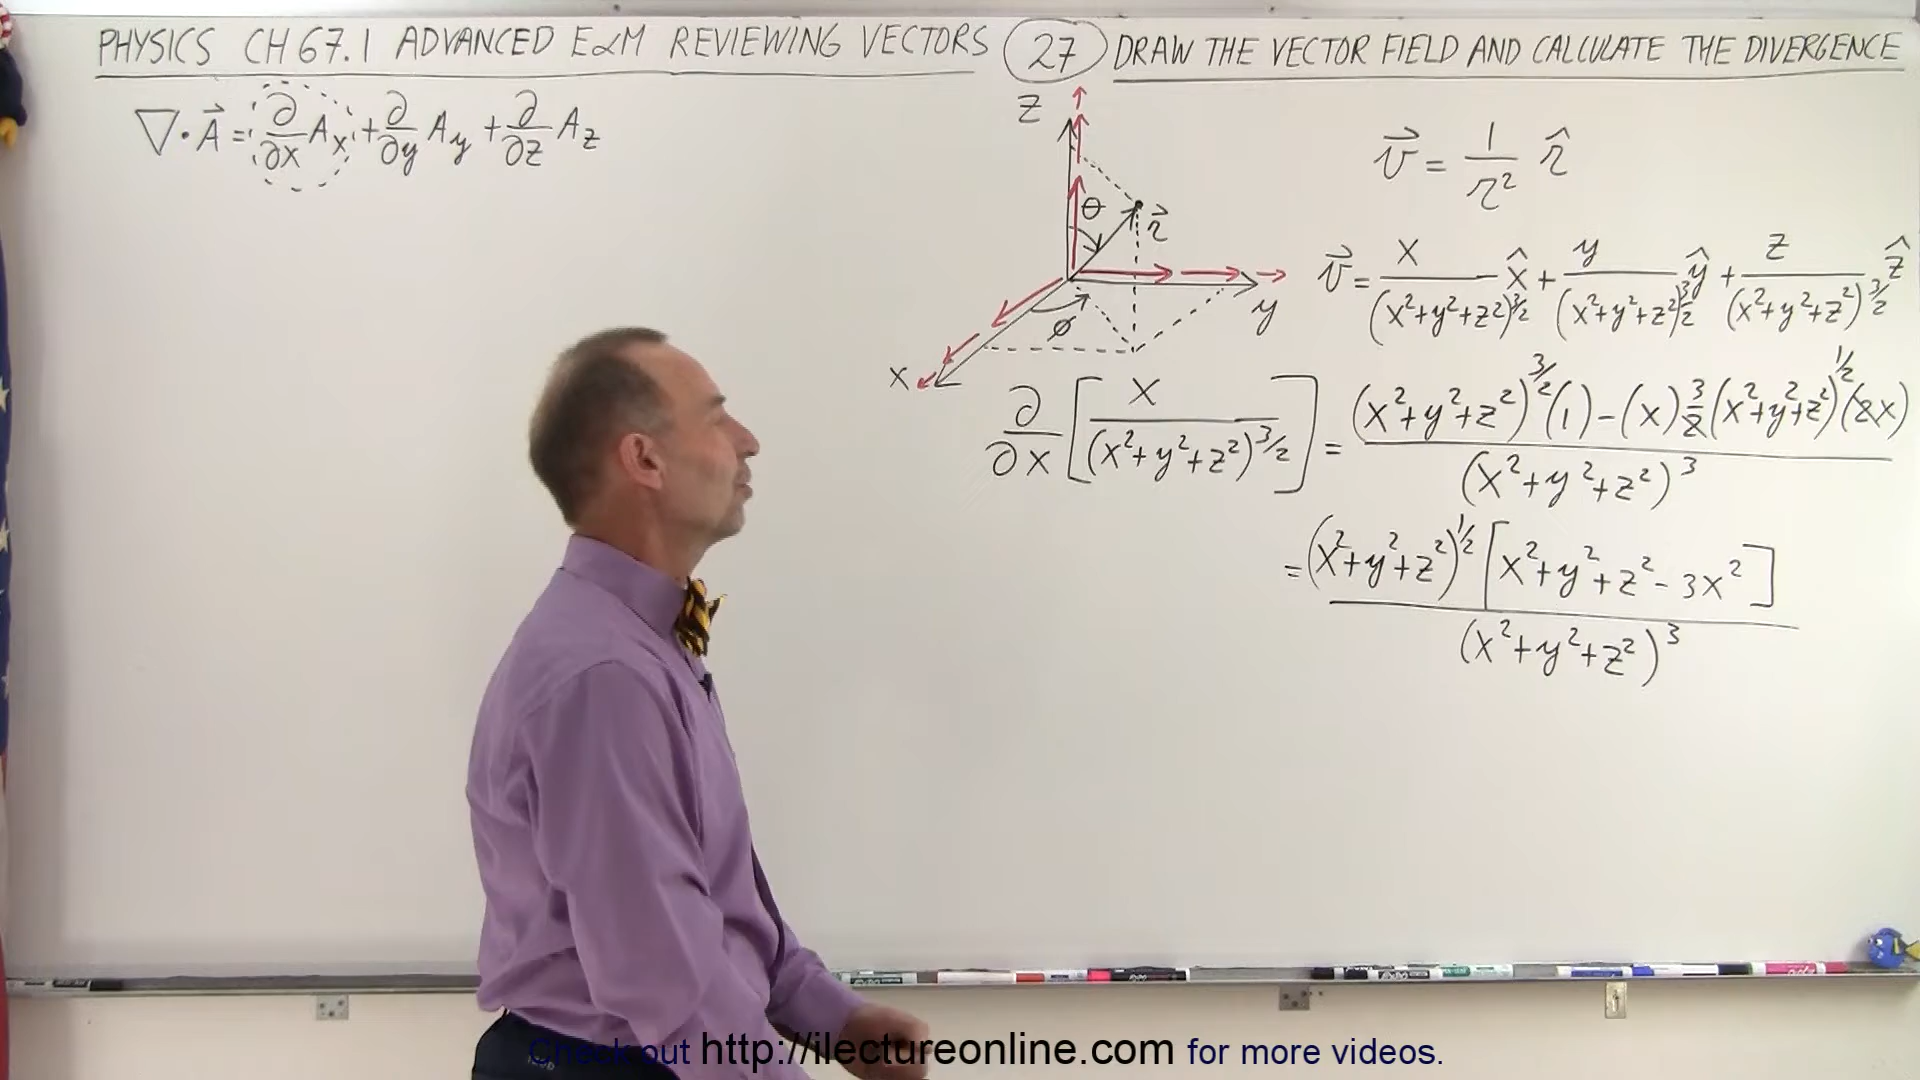 PHYSICS CH 67.1 ADVANCED E&M REVIEWING VECTORS 27 DRAW THE VECTOR FIELD AND CALCULATE THE DIVERGENCE
∇·A⃗ = ∂/∂x Aₓ + ∂/∂y A_y + ∂/∂z A_z
z
θ
r⃗
y
φ
x
v⃗ = 1/r² r̂
v⃗ = x/(x²+y²+z²)^3/2 x̂ + y/(x²+y²+z²)^3/2 ŷ + z/(x²+y²+z²)^3/2 ẑ
∂/∂x [x/(x²+y²+z²)^3/2] = ((x²+y²+z²)^3/2 (1) - (x) 3/2 (x²+y²+z²)^1/2 (2x))/(x²+y²+z²)³
= (x²+y²+z²)^1/2 [x²+y²+z²-3x²]/(x²+y²+z²)³
Check out http://ilectureonline.com for more videos.